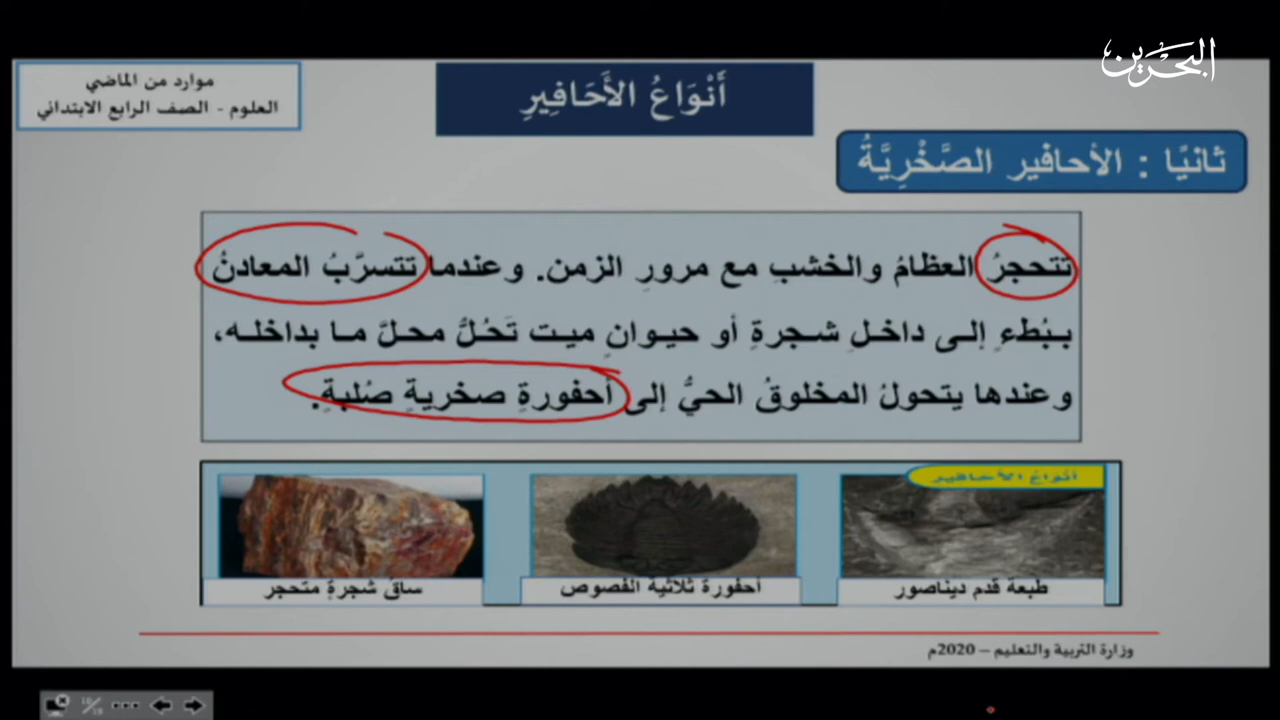 البحرين
موارد من الماضي
العلوم - الصف الرابع الابتدائي
أَنْوَاعُ الأَحَافِيرِ
ثانيًا : الأحافير الصَّخْرِيَّةُ
تتحجرُ العظامُ والخشبِ مع مرورِ الزمن. وعندما تتسرَّبُ المعادنُ
ببُطءٍ إلى داخلِ شجرةٍ أو حيوانٍ ميت تَحُلُّ محلّ ما بداخله،
وعندها يتحولُ المخلوقُ الحيُّ إلى أحفورةٍ صخريةٍ صُلبةٍ.
أنواعُ الأحافير
طبعة قدم ديناصور
أحفورة ثلاثية الفصوص
ساقُ شجرةٍ متحجر
وزارة التربية والتعليم – 2020م